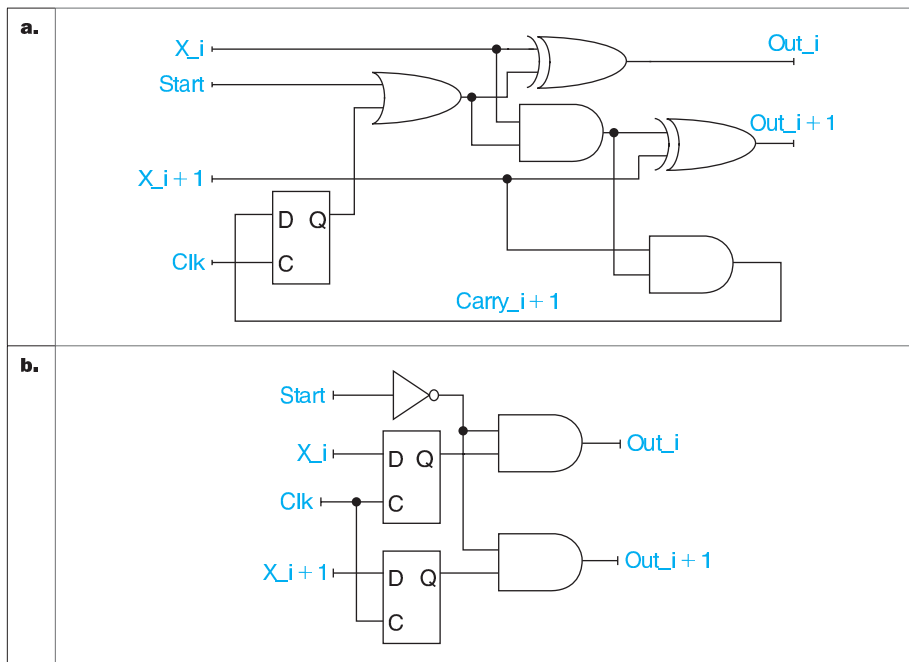 a.
X_i
Out_i
Start
Out_i + 1
X_i + 1
D Q
Clk
C
Carry_i + 1
b.
Start
X_i
D Q
Out_i
Clk
C
X_i + 1
D Q
Out_i + 1
C